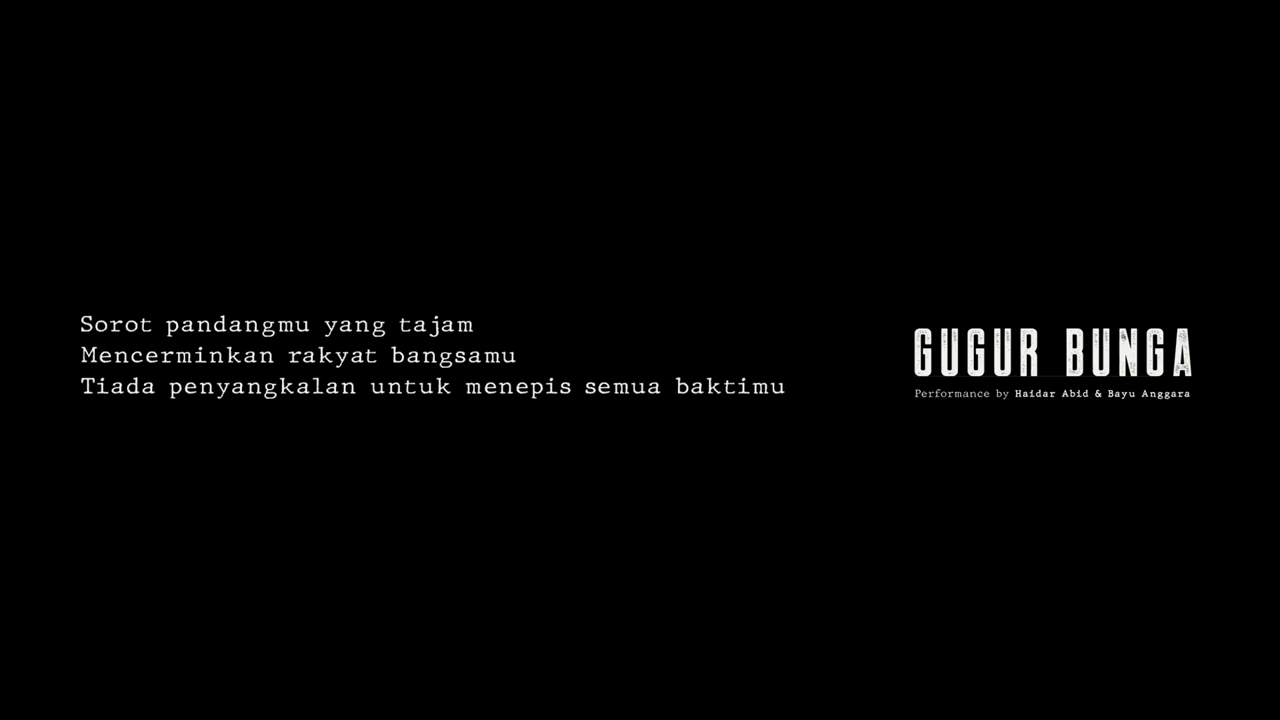 Sorot pandangmu yang tajam
Mencerminkan rakyat bangsamu
Tiada penyangkalan untuk menepis semua baktimu
GUGUR BUNGA
Performance by Haidar Abid & Bayu Anggara